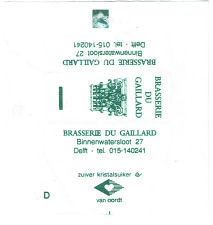 BRASSERIE DU GAILLARD
Binnenwatersloot 27
Delft - tel. 015-140241
BRASSERIE
DU
GAILLARD
BRASSERIE DU GAILLARD
Binnenwatersloot 27
Delft - tel. 015-140241
zuiver kristalsuiker
van oordt
D